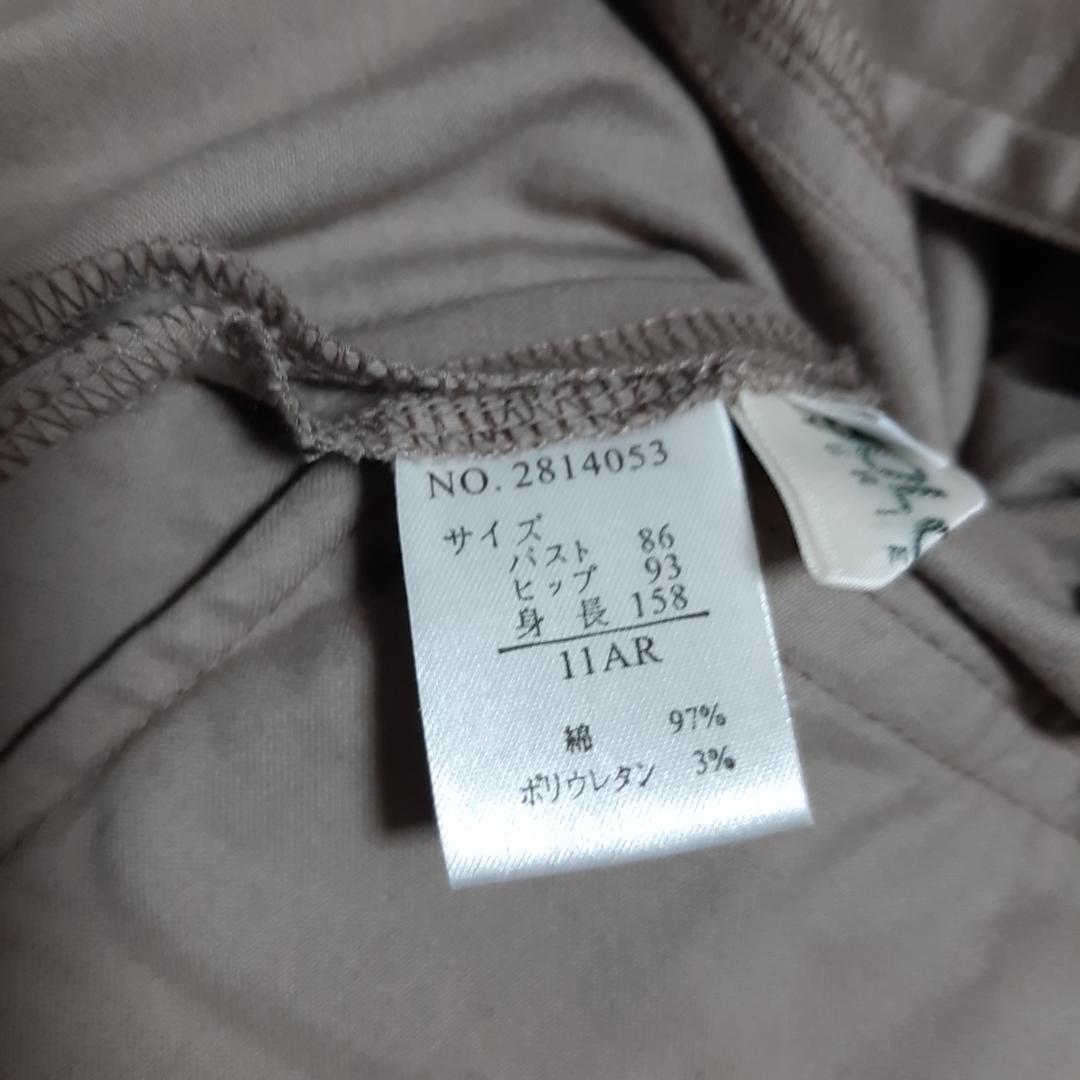 NO. 2814053
サイズ
バスト 86
ヒップ 93
身長 158
11AR
綿 97%
ポリウレタン 3%